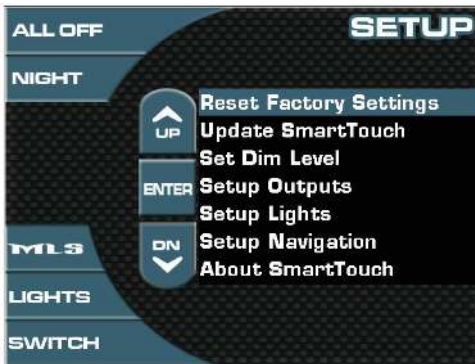 ALL OFF
SETUP
NIGHT
Reset Factory Settings
UP
Update SmartTouch
Set Dim Level
ENTER
Setup Outputs
Setup Lights
MLS
DN
Setup Navigation
About SmartTouch
LIGHTS
SWITCH